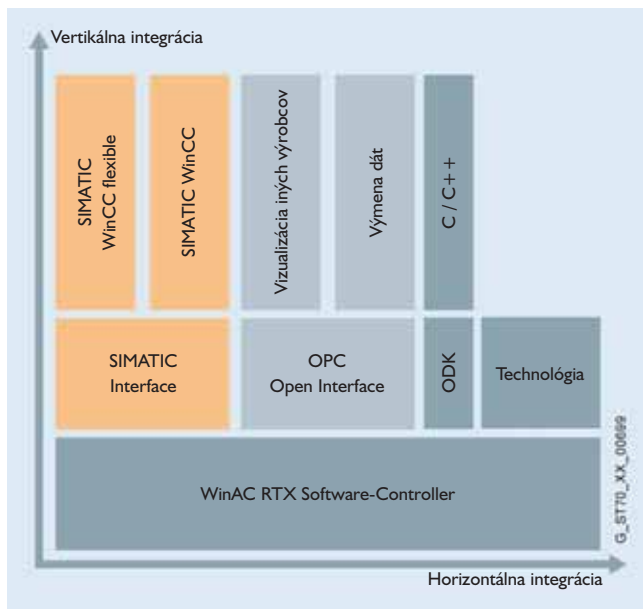 Vertikálna integrácia
SIMATIC
WinCC flexible
SIMATIC WinCC
Vizualizácia iných výrobcov
Výmena dát
C / C++
SIMATIC
Interface
OPC
Open Interface
ODK
Technológia
WinAC RTX Software-Controller
G_ST70_XX_00699
Horizontálna integrácia